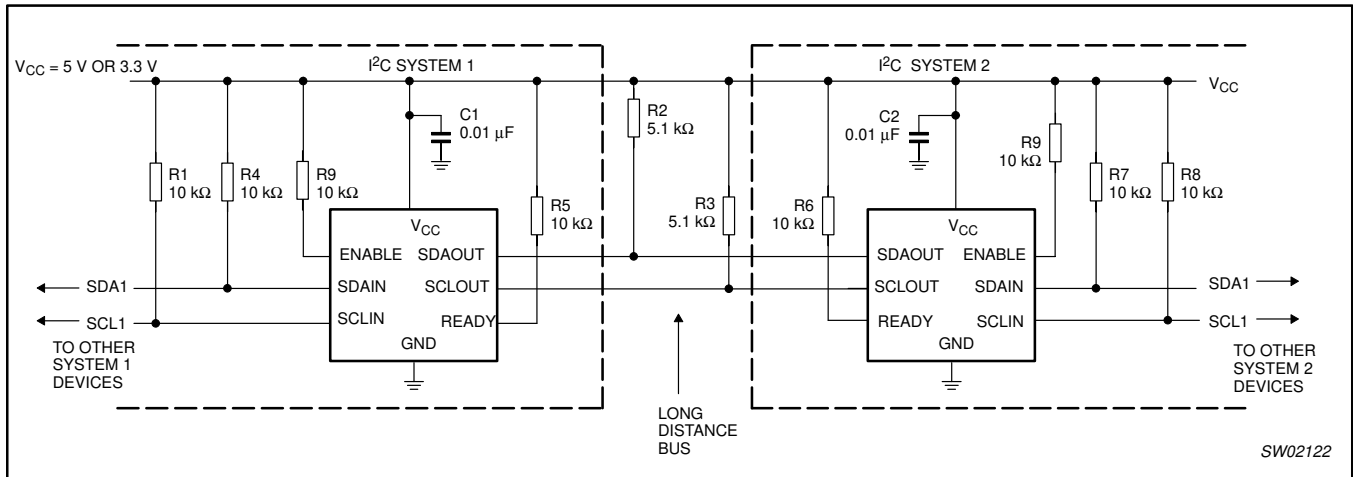 V_CC = 5 V OR 3.3 V
I²C SYSTEM 1
I²C SYSTEM 2
V_CC
C1
0.01 µF
R2
5.1 kΩ
C2
0.01 µF
R1
10 kΩ
R4
10 kΩ
R9
10 kΩ
R5
10 kΩ
R3
5.1 kΩ
R6
10 kΩ
R9
10 kΩ
R7
10 kΩ
R8
10 kΩ
V_CC
ENABLE
SDAOUT
SDAIN
SCLOUT
SCLIN
READY
GND
V_CC
SDAOUT
ENABLE
SCLOUT
SDAIN
READY
SCLIN
GND
SDA1
SCL1
TO OTHER
SYSTEM 1
DEVICES
SDA1
SCL1
TO OTHER
SYSTEM 2
DEVICES
LONG
DISTANCE
BUS
SW02122